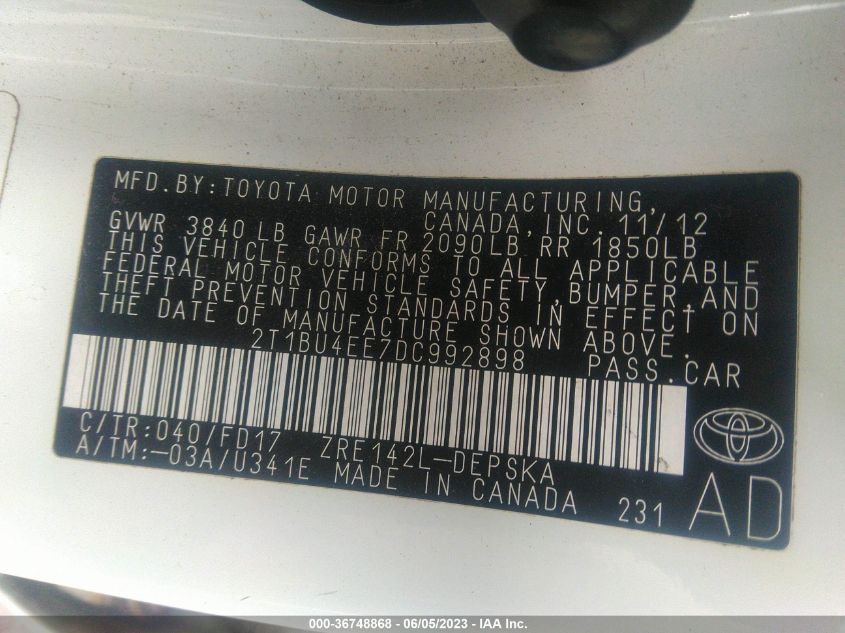 MFD.BY:TOYOTA MOTOR MANUFACTURING,
CANADA,INC. 11/12
GVWR 3840 LB GAWR FR 2090LB RR 1850LB
THIS VEHICLE CONFORMS TO ALL APPLICABLE
FEDERAL MOTOR VEHICLE SAFETY,BUMPER,AND
THEFT PREVENTION STANDARDS IN EFFECT ON
THE DATE OF MANUFACTURE SHOWN ABOVE.
2T1BU4EE7DC992898 PASS.CAR
C/TR:040/FD17 ZRE142L-DEPSKA
A/TM:-03A/U341E MADE IN CANADA 231
AD
000-36748868 - 06/05/2023 - IAA Inc.